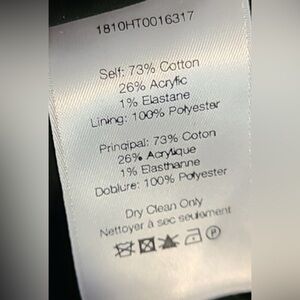 1810HT0016317
Self: 73% Cotton
26% Acrylic
1% Elastane
Lining: 100% Polyester
Principal: 73% Coton
26% Acrylique
1% Elasthanne
Doublure: 100% Polyester
Dry Clean Only
Nettoyer à sec seulement
P